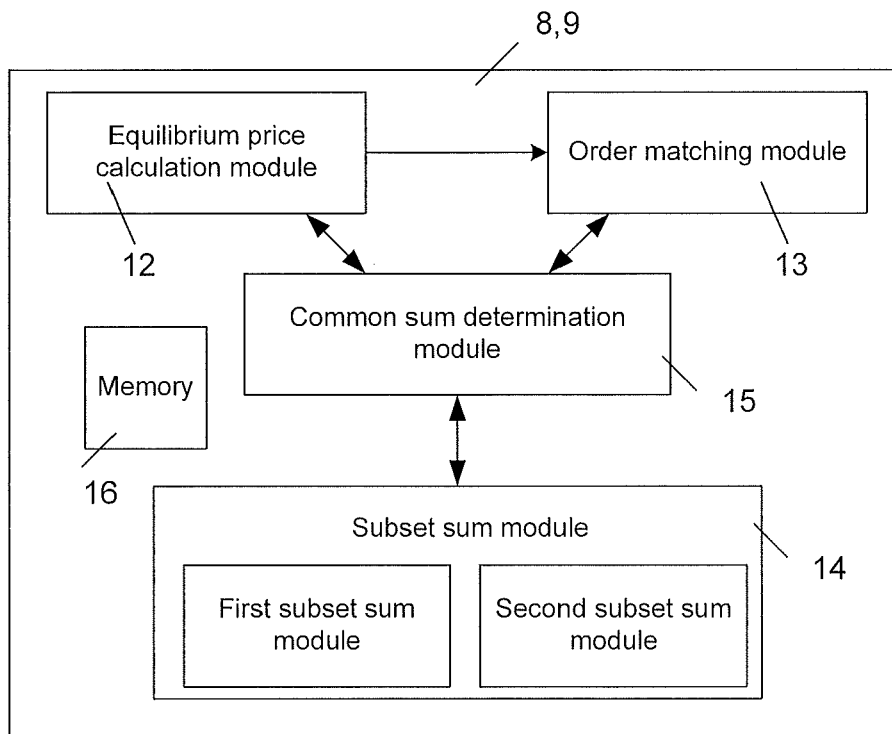 8,9
Equilibrium price
calculation module
Order matching module
12
13
Common sum determination
module
Memory
15
16
Subset sum module
14
First subset sum
module
Second subset sum
module